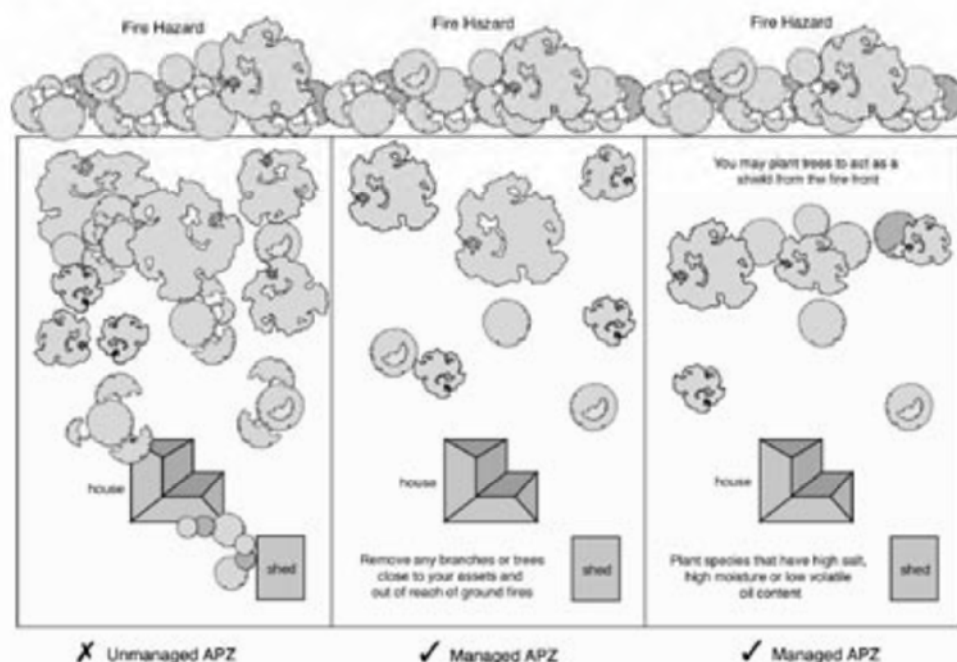 Fire Hazard
Fire Hazard
Fire Hazard
You may plant trees to act as a
shield from the fire front
house
shed
house
Remove any branches or trees
close to your assets and
out of reach of ground fires
shed
house
Plant species that have high salt,
high moisture or low volatile
oil content
shed
✗ Unmanaged APZ
✓ Managed APZ
✓ Managed APZ